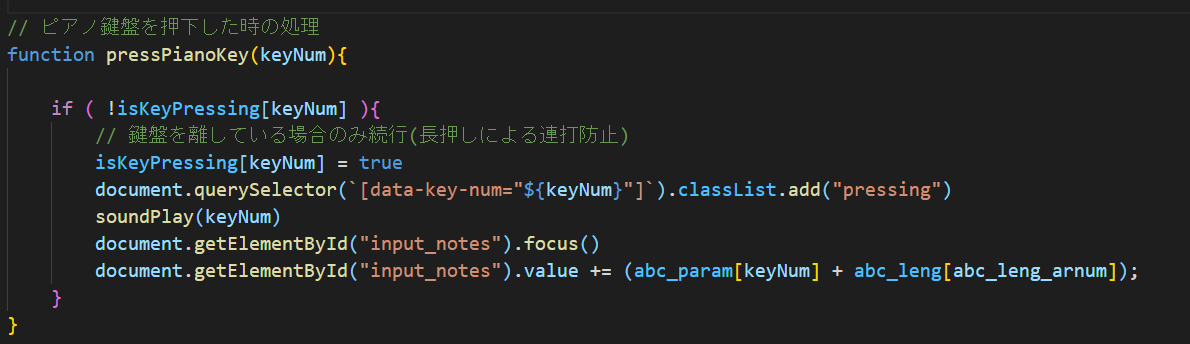 // ピアノ鍵盤を押下した時の処理
function pressPianoKey(keyNum){
if ( !isKeyPressing[keyNum] ){
// 鍵盤を離している場合のみ続行(長押しによる連打防止)
isKeyPressing[keyNum] = true
document.querySelector(`[data-key-num="${keyNum}"]`).classList.add("pressing")
soundPlay(keyNum)
document.getElementById("input_notes").focus()
document.getElementById("input_notes").value += (abc_param[keyNum] + abc_leng[abc_leng_arnum]);
}
}